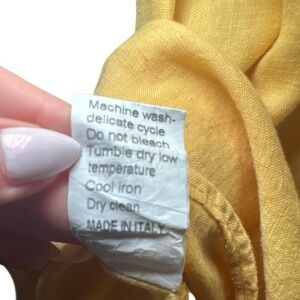 Machine wash-
delicate cycle
Do not bleach
Tumble dry low
temperature
Cool iron
Dry clean
MADE IN ITALY